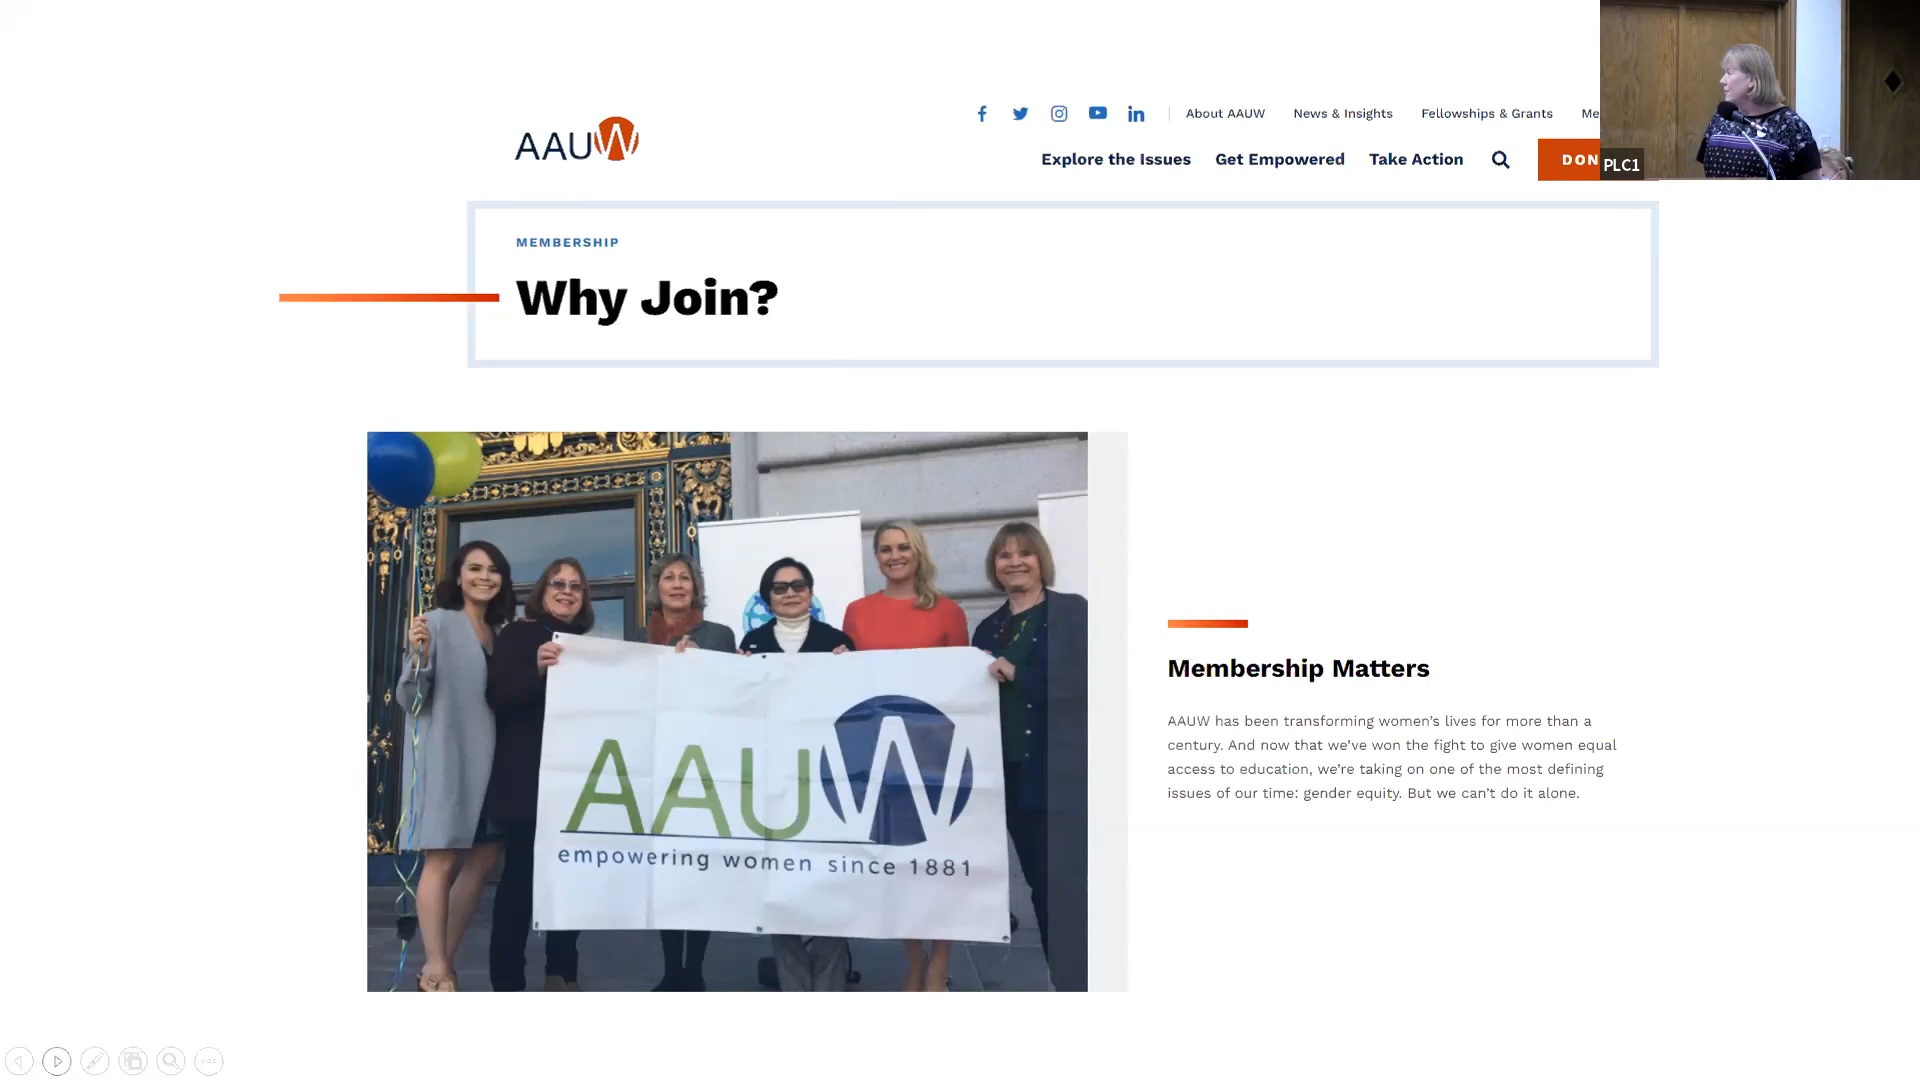 AAUW
About AAUW
News & Insights
Fellowships & Grants
Me
Explore the Issues
Get Empowered
Take Action
DON
PLC1
MEMBERSHIP
Why Join?
AAUW
empowering women since 1881
Membership Matters
AAUW has been transforming women’s lives for more than a
century. And now that we’ve won the fight to give women equal
access to education, we’re taking on one of the most defining
issues of our time: gender equity. But we can’t do it alone.